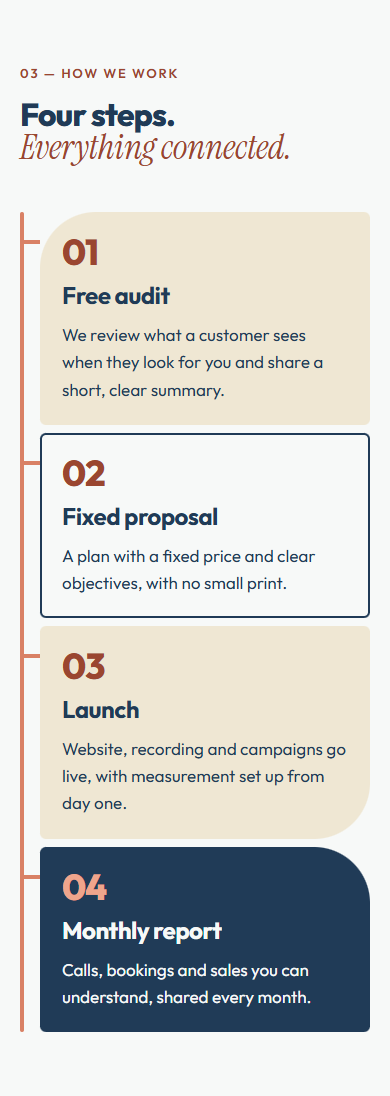 03 — HOW WE WORK
Four steps.
Everything connected.
01
Free audit
We review what a customer sees
when they look for you and share a
short, clear summary.
02
Fixed proposal
A plan with a fixed price and clear
objectives, with no small print.
03
Launch
Website, recording and campaigns go
live, with measurement set up from
day one.
04
Monthly report
Calls, bookings and sales you can
understand, shared every month.